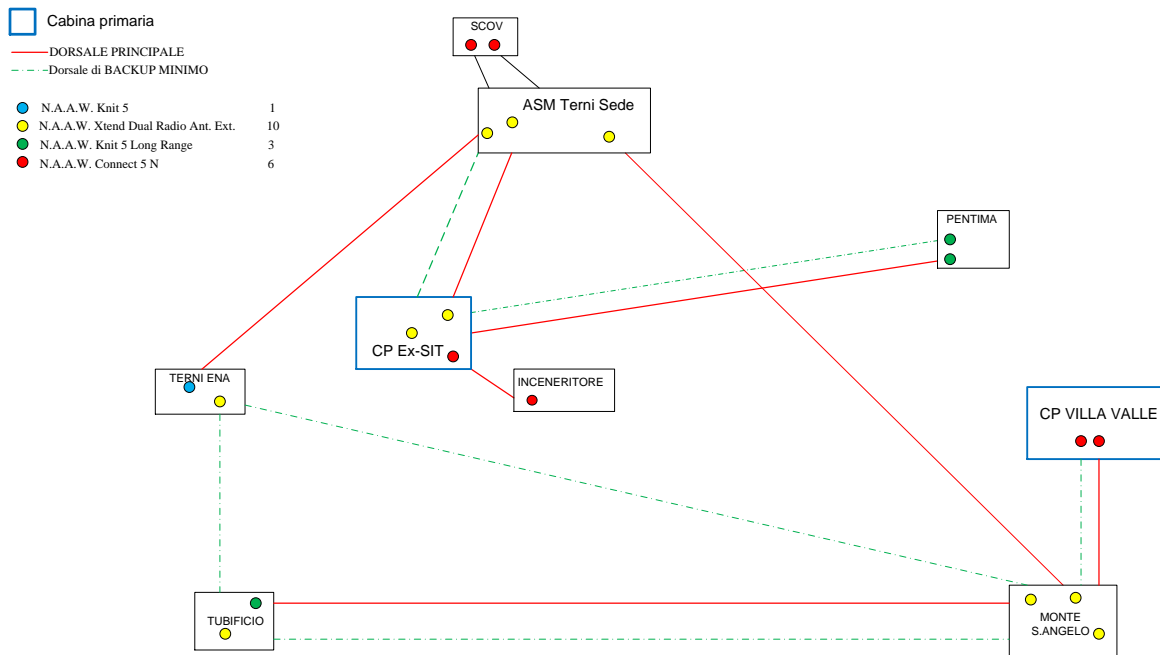 Cabina primaria
DORSALE PRINCIPALE
Dorsale di BACKUP MINIMO
N.A.A.W. Knit 5 1
N.A.A.W. Xtend Dual Radio Ant. Ext. 10
N.A.A.W. Knit 5 Long Range 3
N.A.A.W. Connect 5 N 6
SCOV
ASM Terni Sede
PENTIMA
CP Ex-SIT
TERNI ENA
INCENERITORE
CP VILLA VALLE
TUBIFICIO
MONTE
S.ANGELO